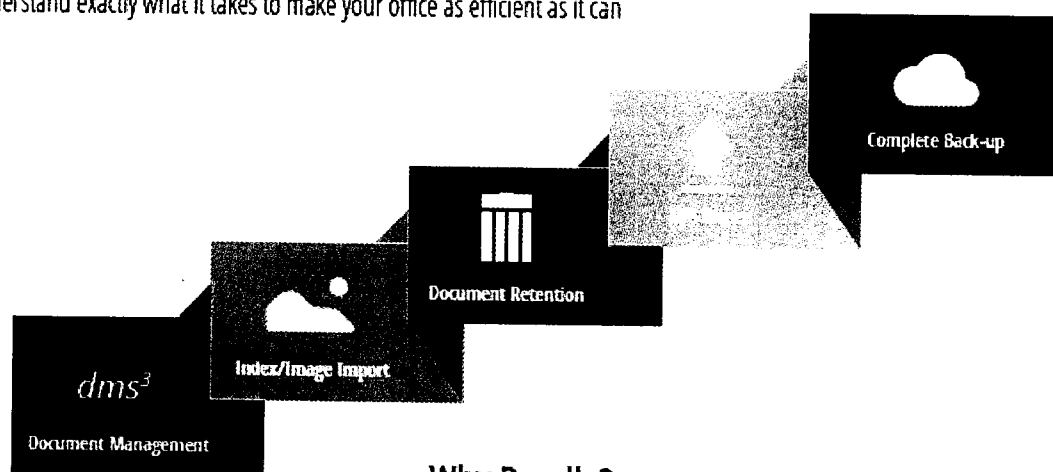 erstand exactly what it takes to make your office as efficient as it can
Complete Back-up
Document Retention
Index/Image Import
dms³
Document Management